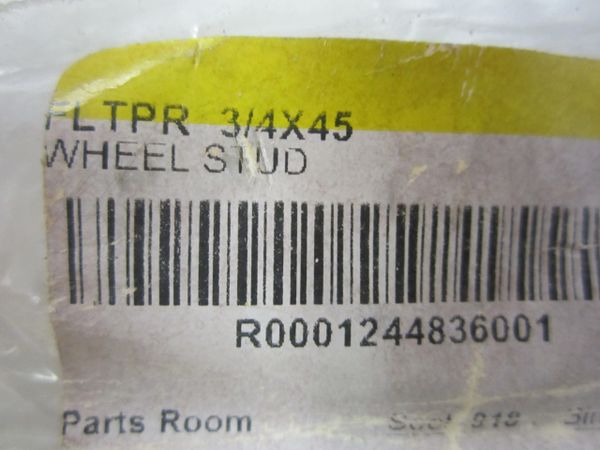 FLTPR 3/4X45
WHEEL STUD
R0001244836001
Parts Room